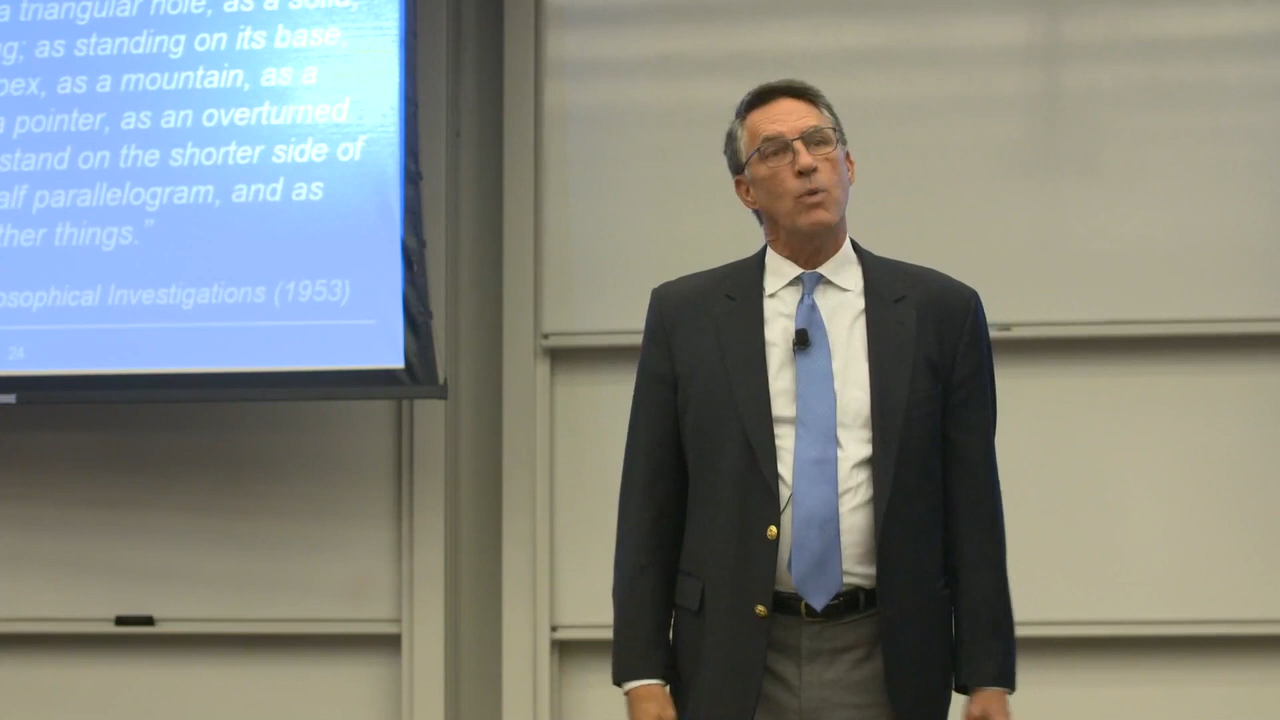 a triangular hole, as a solid,
g; as standing on its base,
pex, as a mountain, as a
a pointer, as an overturned
stand on the shorter side of
alf parallelogram, and as
ther things."
osophical Investigations (1953)
24